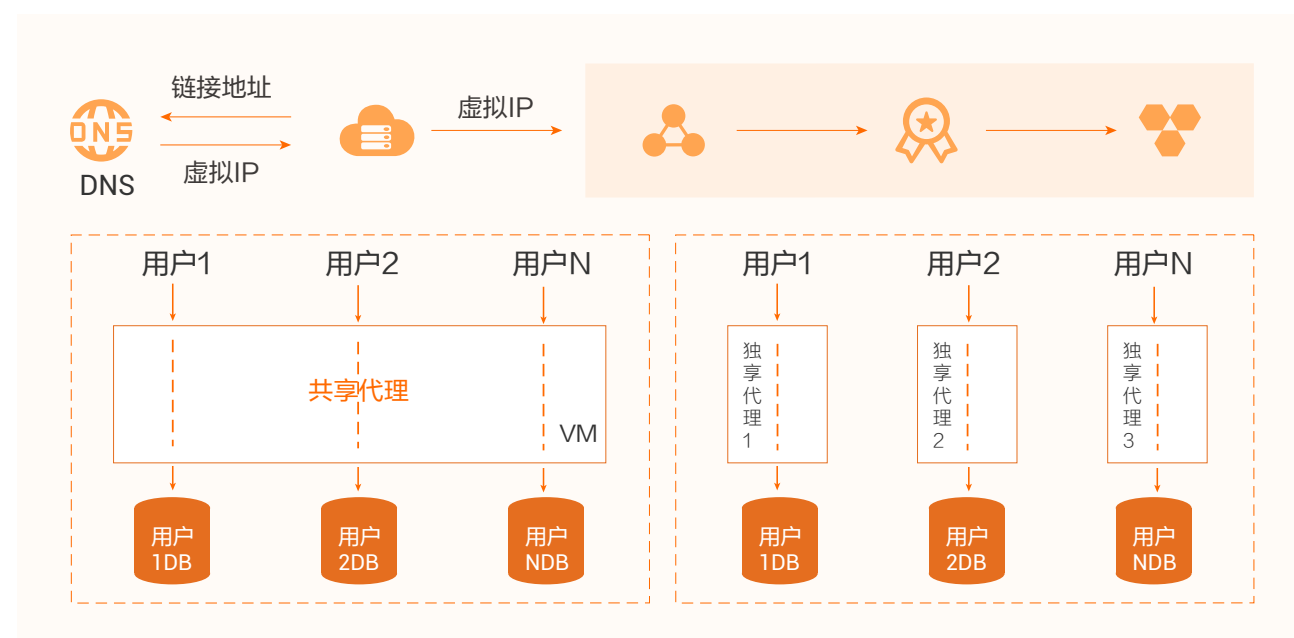 链接地址
虚拟IP
DNS
虚拟IP
DNS
用户1
用户2
用户N
共享代理
VM
用户
1DB
用户
2DB
用户
NDB
用户1
用户2
用户N
独享代理1
独享代理2
独享代理3
用户
1DB
用户
2DB
用户
NDB